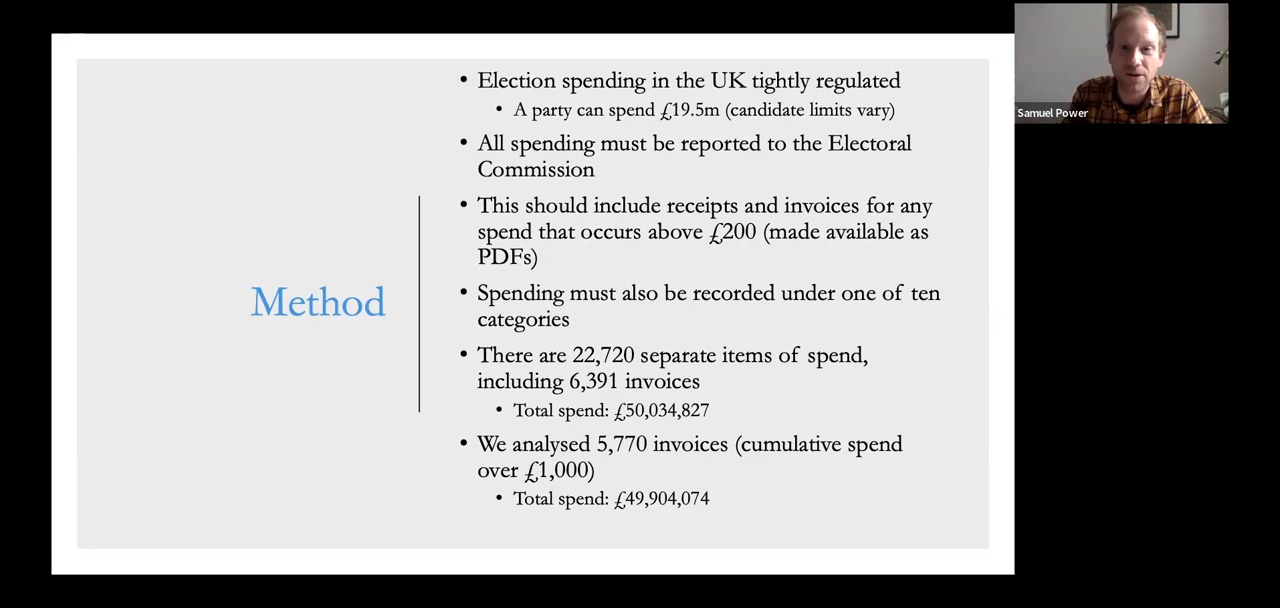 Method
• Election spending in the UK tightly regulated
• A party can spend £19.5m (candidate limits vary)
• All spending must be reported to the Electoral
Commission
• This should include receipts and invoices for any
spend that occurs above £200 (made available as
PDFs)
• Spending must also be recorded under one of ten
categories
• There are 22,720 separate items of spend,
including 6,391 invoices
• Total spend: £50,034,827
• We analysed 5,770 invoices (cumulative spend
over £1,000)
• Total spend: £49,904,074
Samuel Power